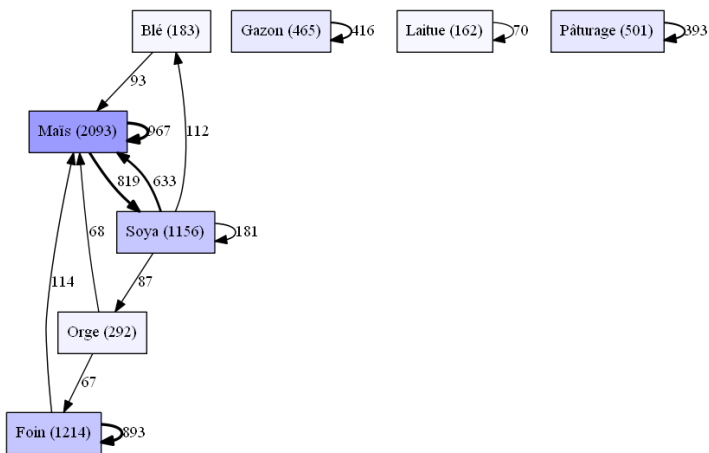 Blé (183)
Gazon (465)
416
Laitue (162)
70
Pâturage (501)
393
93
Maïs (2093)
967
112
819
633
Soya (1156)
181
68
114
87
Orge (292)
67
Foin (1214)
893